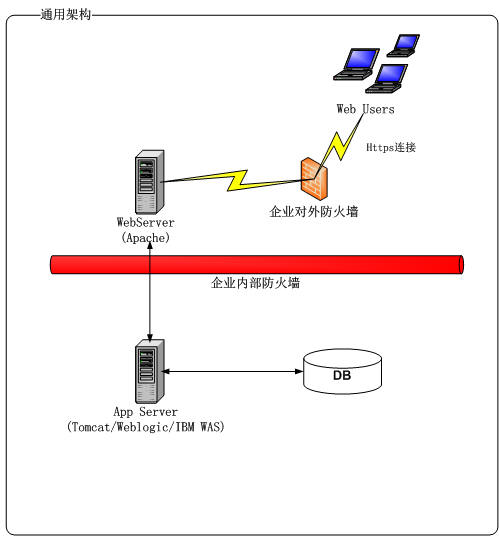 通用架构
Web Users
Https连接
企业对外防火墙
WebServer
(Apache)
企业内部防火墙
DB
App Server
(Tomcat/Weblogic/IBM WAS)